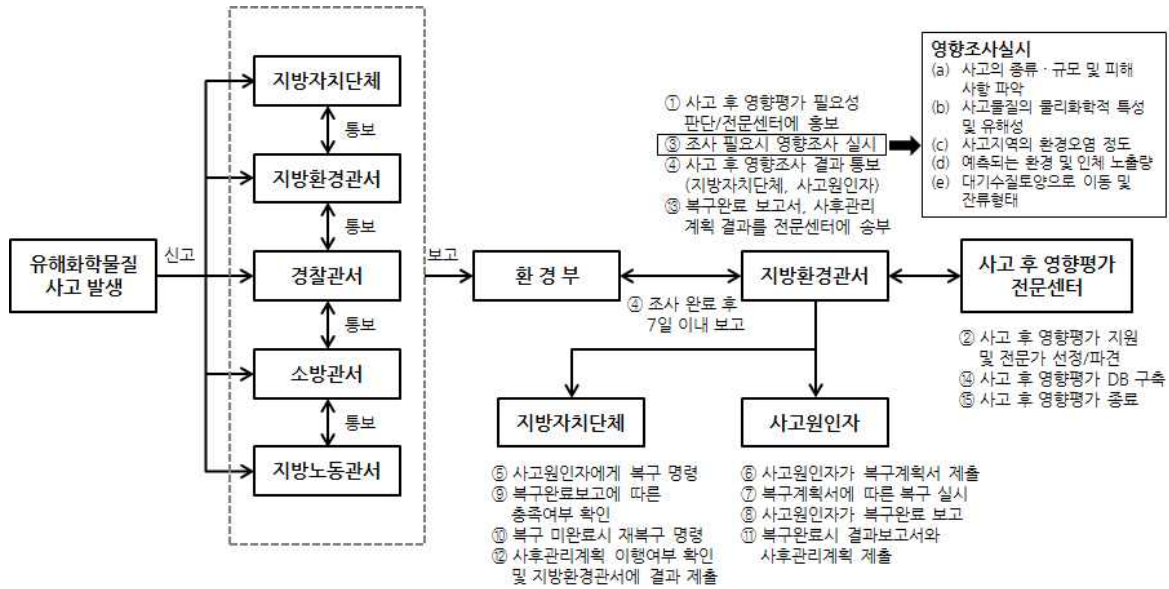 유해화학물질
사고 발생
신고
지방자치단체
통보
지방환경관서
통보
경찰관서
통보
소방관서
통보
지방노동관서
보고
환 경 부
④ 조사 완료 후
7일 이내 보고
① 사고 후 영향평가 필요성
판단/전문센터에 홍보
③ 조사 필요시 영향조사 실시
④ 사고 후 영향조사 결과 통보
(지방자치단체, 사고원인자)
⑬ 복구완료 보고서, 사후관리
계획 결과를 전문센터에 송부
지방환경관서
영향조사실시
(a) 사고의 종류 · 규모 및 피해
사항 파악
(b) 사고물질의 물리화학적 특성
및 유해성
(c) 사고지역의 환경오염 정도
(d) 예측되는 환경 및 인체 노출량
(e) 대기수질토양으로 이동 및
잔류형태
사고 후 영향평가
전문센터
② 사고 후 영향평가 지원
및 전문가 선정/파견
⑭ 사고 후 영향평가 DB 구축
⑮ 사고 후 영향평가 종료
지방자치단체
⑤ 사고원인자에게 복구 명령
⑨ 복구완료보고에 따른
충족여부 확인
⑩ 복구 미완료시 재복구 명령
⑫ 사후관리계획 이행여부 확인
및 지방환경관서에 결과 제출
사고원인자
⑥ 사고원인자가 복구계획서 제출
⑦ 복구계획서에 따른 복구 실시
⑧ 사고원인자가 복구완료 보고
⑪ 복구완료시 결과보고서와
사후관리계획 제출